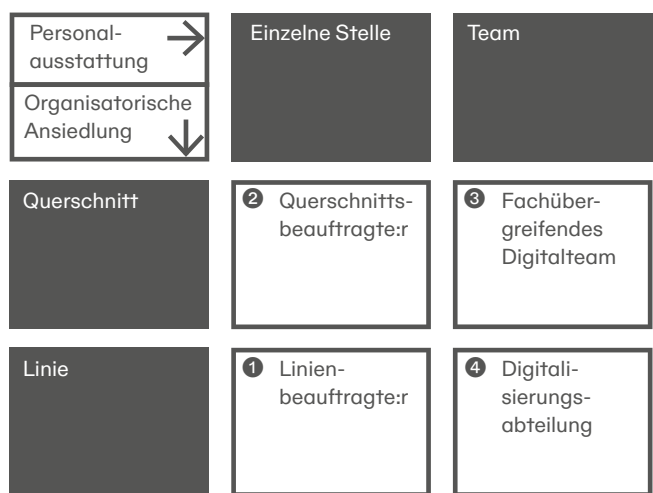 Personal-
ausstattung
Organisatorische
Ansiedlung
Einzelne Stelle
Team
Querschnitt
2 Querschnitts-
beauftragte:r
3 Fachüber-
greifendes
Digitalteam
Linie
1 Linien-
beauftragte:r
4 Digitali-
sierungs-
abteilung